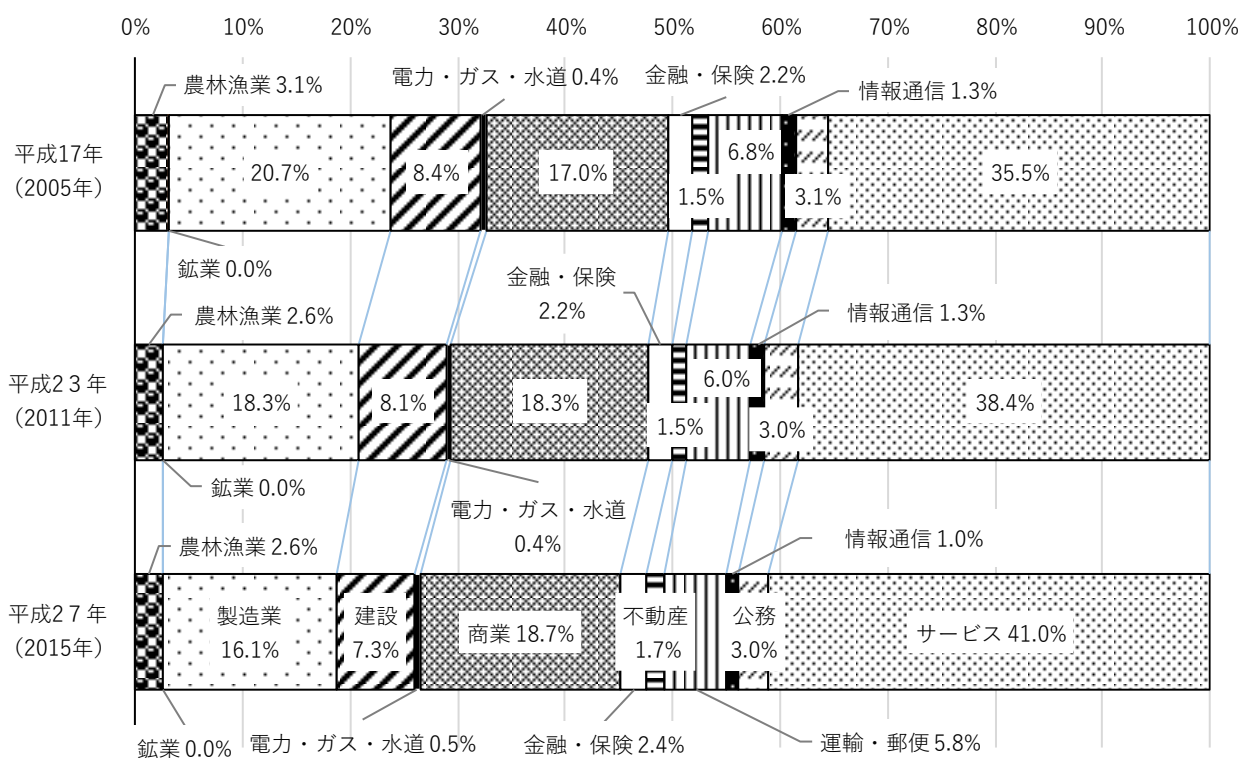 0% 10% 20% 30% 40% 50% 60% 70% 80% 90% 100%
農林漁業 3.1%
電力・ガス・水道 0.4%
金融・保険 2.2%
情報通信 1.3%
平成17年
（2005年）
20.7%
8.4%
17.0%
1.5%
6.8%
3.1%
35.5%
鉱業 0.0%
農林漁業 2.6%
金融・保険
2.2%
情報通信 1.3%
平成２３年
（2011年）
18.3%
8.1%
18.3%
1.5%
6.0%
3.0%
38.4%
鉱業 0.0%
電力・ガス・水道
0.4%
農林漁業 2.6%
情報通信 1.0%
平成２７年
（2015年）
製造業
16.1%
建設
7.3%
商業 18.7%
不動産
1.7%
公務
3.0%
サービス 41.0%
鉱業 0.0%
電力・ガス・水道 0.5%
金融・保険 2.4%
運輸・郵便 5.8%